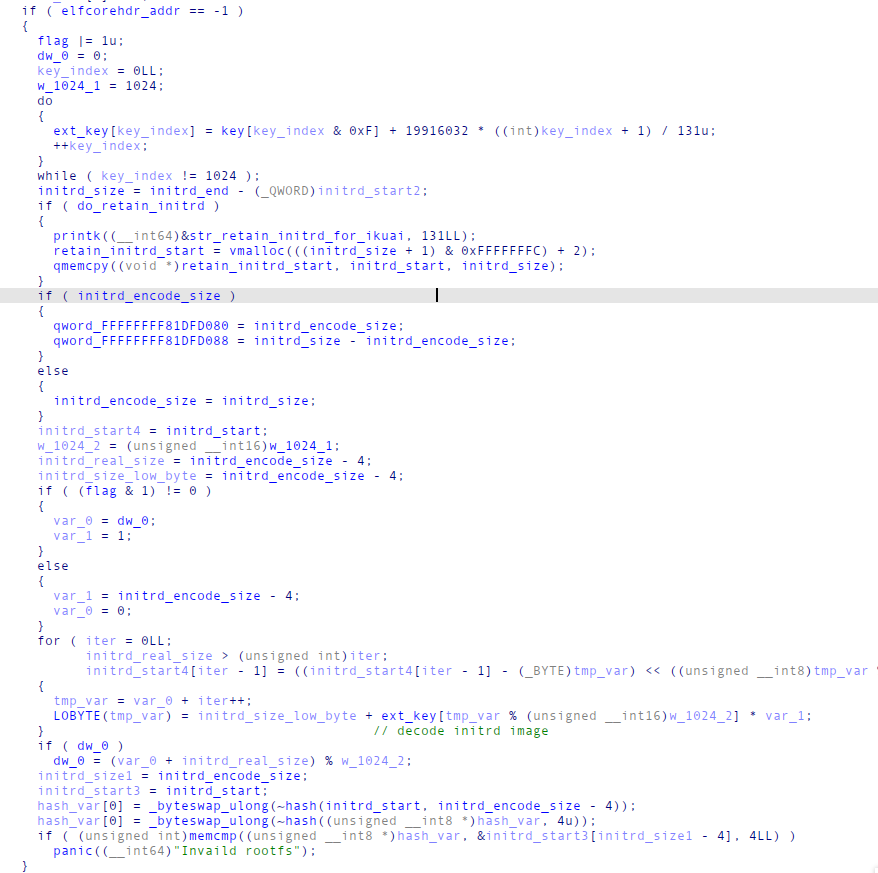 if ( elfcorehdr_addr == -1 )
{
flag |= 1u;
dw_0 = 0;
key_index = 0LL;
w_1024_1 = 1024;
do
{
ext_key[key_index] = key[key_index & 0xF] + 19916032 * ((int)key_index + 1) / 131u;
++key_index;
}
while ( key_index != 1024 );
initrd_size = initrd_end - (_QWORD)initrd_start2;
if ( do_retain_initrd )
{
printk((__int64)&str_retain_initrd_for_ikuai, 131LL);
retain_initrd_start = vmalloc(((initrd_size + 1) & 0xFFFFFFFC) + 2);
qmemcpy((void *)retain_initrd_start, initrd_start, initrd_size);
}
if ( initrd_encode_size )
{
qword_FFFFFFFF81DFD080 = initrd_encode_size;
qword_FFFFFFFF81DFD088 = initrd_size - initrd_encode_size;
}
else
{
initrd_encode_size = initrd_size;
}
initrd_start4 = initrd_start;
w_1024_2 = (unsigned __int16)w_1024_1;
initrd_real_size = initrd_encode_size - 4;
initrd_size_low_byte = initrd_encode_size - 4;
if ( (flag & 1) != 0 )
{
var_0 = dw_0;
var_1 = 1;
}
else
{
var_1 = initrd_encode_size - 4;
var_0 = 0;
}
for ( iter = 0LL;
initrd_real_size > (unsigned int)iter;
initrd_start4[iter - 1] = ((initrd_start4[iter - 1] - (_BYTE)tmp_var) << ((unsigned __int8)tmp_var
{
tmp_var = var_0 + iter++;
LOBYTE(tmp_var) = initrd_size_low_byte + ext_key[tmp_var % (unsigned __int16)w_1024_2] * var_1;
} // decode initrd image
if ( dw_0 )
dw_0 = (var_0 + initrd_real_size) % w_1024_2;
initrd_size1 = initrd_encode_size;
initrd_start3 = initrd_start;
hash_var[0] = _byteswap_ulong(~hash(initrd_start, initrd_encode_size - 4));
hash_var[0] = _byteswap_ulong(~hash((unsigned __int8 *)hash_var, 4u));
if ( (unsigned int)memcmp((unsigned __int8 *)hash_var, &initrd_start3[initrd_size1 - 4], 4LL) )
panic((__int64)"Invaild rootfs");
}